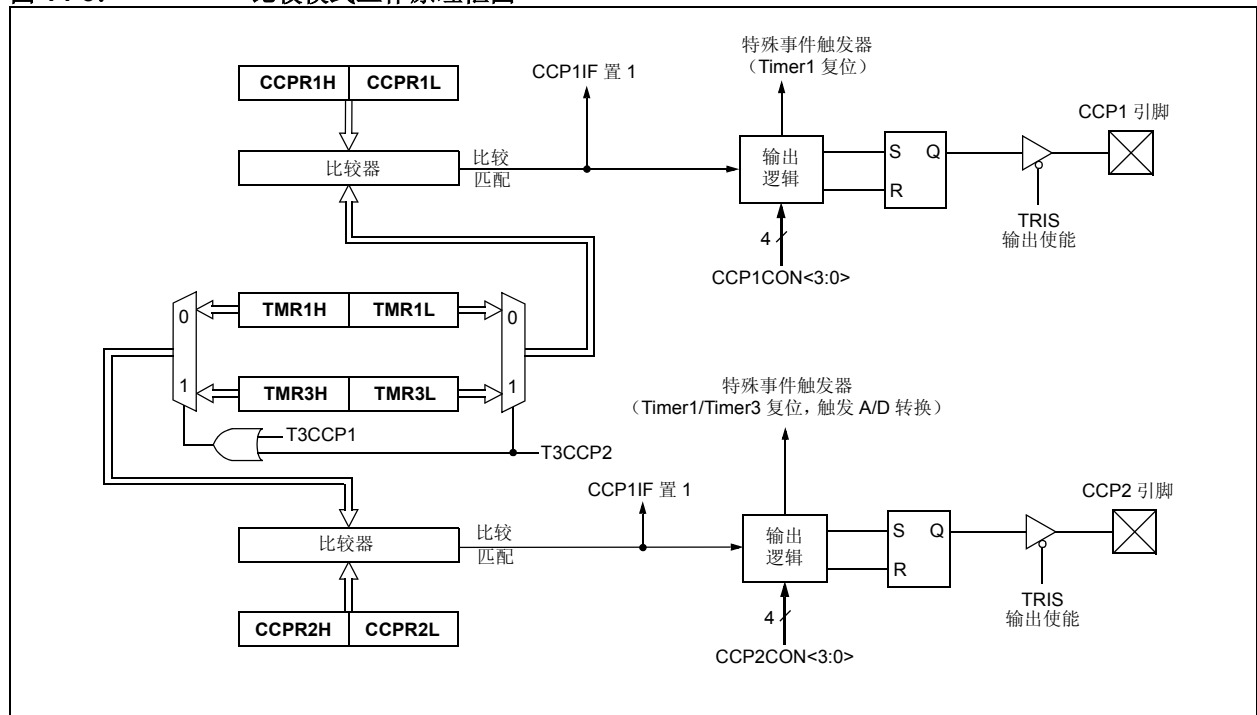 CCPR1H CCPR1L
比较器
比较
匹配
CCP1IF 置 1
特殊事件触发器
（Timer1 复位）
输出
逻辑
4
CCP1CON<3:0>
S Q
R
TRIS
输出使能
CCP1 引脚
0 TMR1H TMR1L 0
1 TMR3H TMR3L 1
T3CCP1
T3CCP2
特殊事件触发器
（Timer1/Timer3 复位，触发 A/D 转换）
CCP1IF 置 1
比较器
比较
匹配
CCPR2H CCPR2L
输出
逻辑
4
CCP2CON<3:0>
S Q
R
TRIS
输出使能
CCP2 引脚